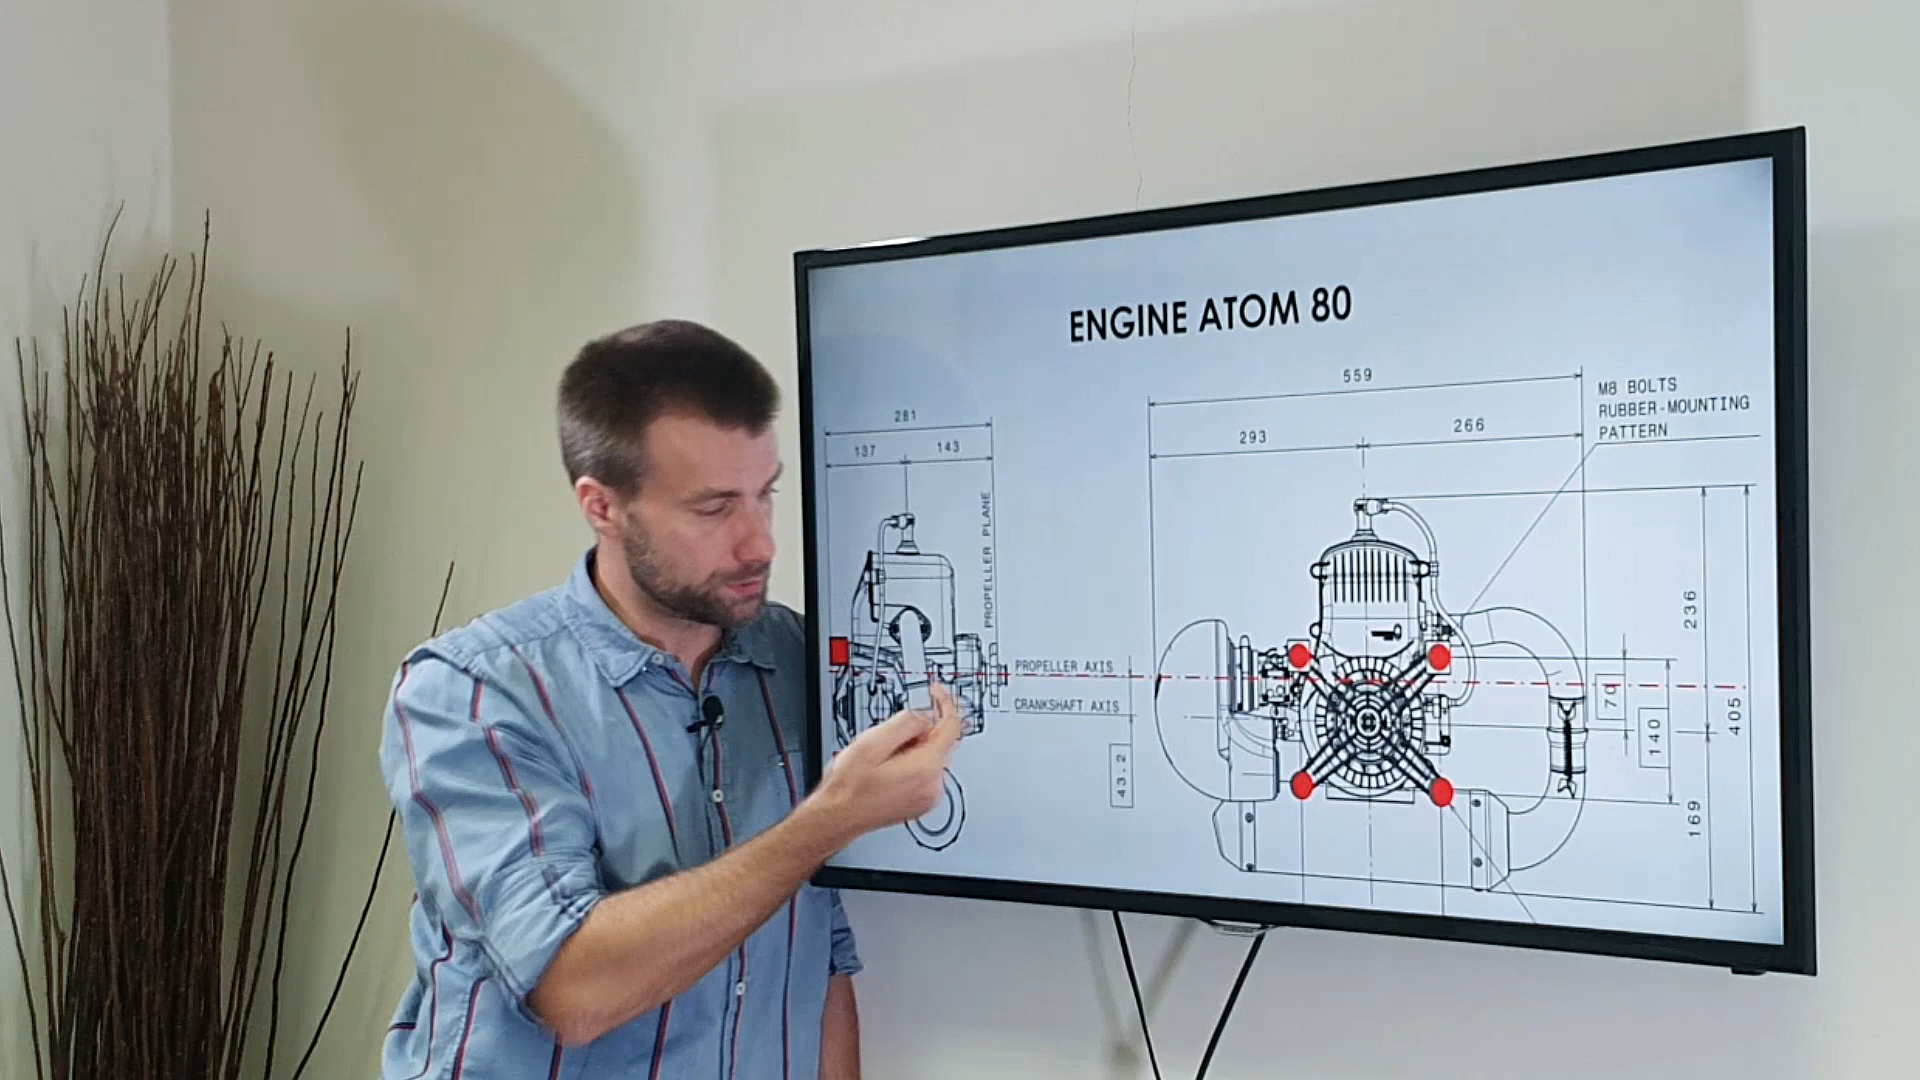 ENGINE ATOM 80
281
137
143
PROPELLER PLANE
PROPELLER AXIS
CRANKSHAFT AXIS
43.2
559
293
266
M8 BOLTS
RUBBER-MOUNTING
PATTERN
236
70
140
405
169